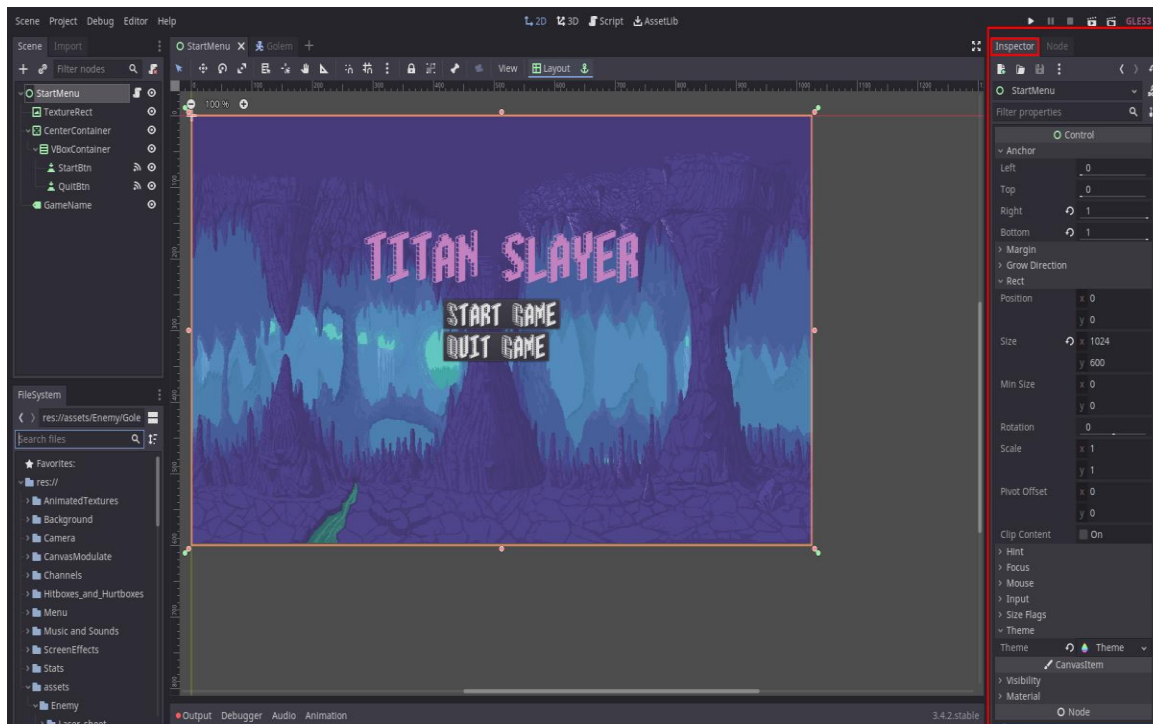 Scene Project Debug Editor Help
2D 3D Script AssetLib
GLES3
Scene Import
StartMenu X Golem +
Inspector Node
Filter nodes
View Layout
StartMenu
100 %
StartMenu
TextureRect
CenterContainer
VBoxContainer
StartBtn
QuitBtn
GameName
Filter properties
Control
Anchor
Left 0
Top 0
Right 1
Bottom 1
Margin
Grow Direction
Rect
Position x 0
y 0
Size x 1024
y 600
Min Size x 0
y 0
Rotation 0
Scale x 1
y 1
Pivot Offset x 0
y 0
Clip Content On
Hint
Focus
Mouse
Input
Size Flags
Theme
Theme Theme
CanvasItem
Visibility
Material
Node
TITAN SLAYER
START GAME
QUIT GAME
FileSystem
res://assets/Enemy/Gole
Search files
Favorites:
res://
AnimatedTextures
Background
Camera
CanvasModulate
Channels
Hitboxes_and_Hurtboxes
Menu
Music and Sounds
ScreenEffects
Stats
assets
Enemy
Output Debugger Audio Animation
3.4.2.stable